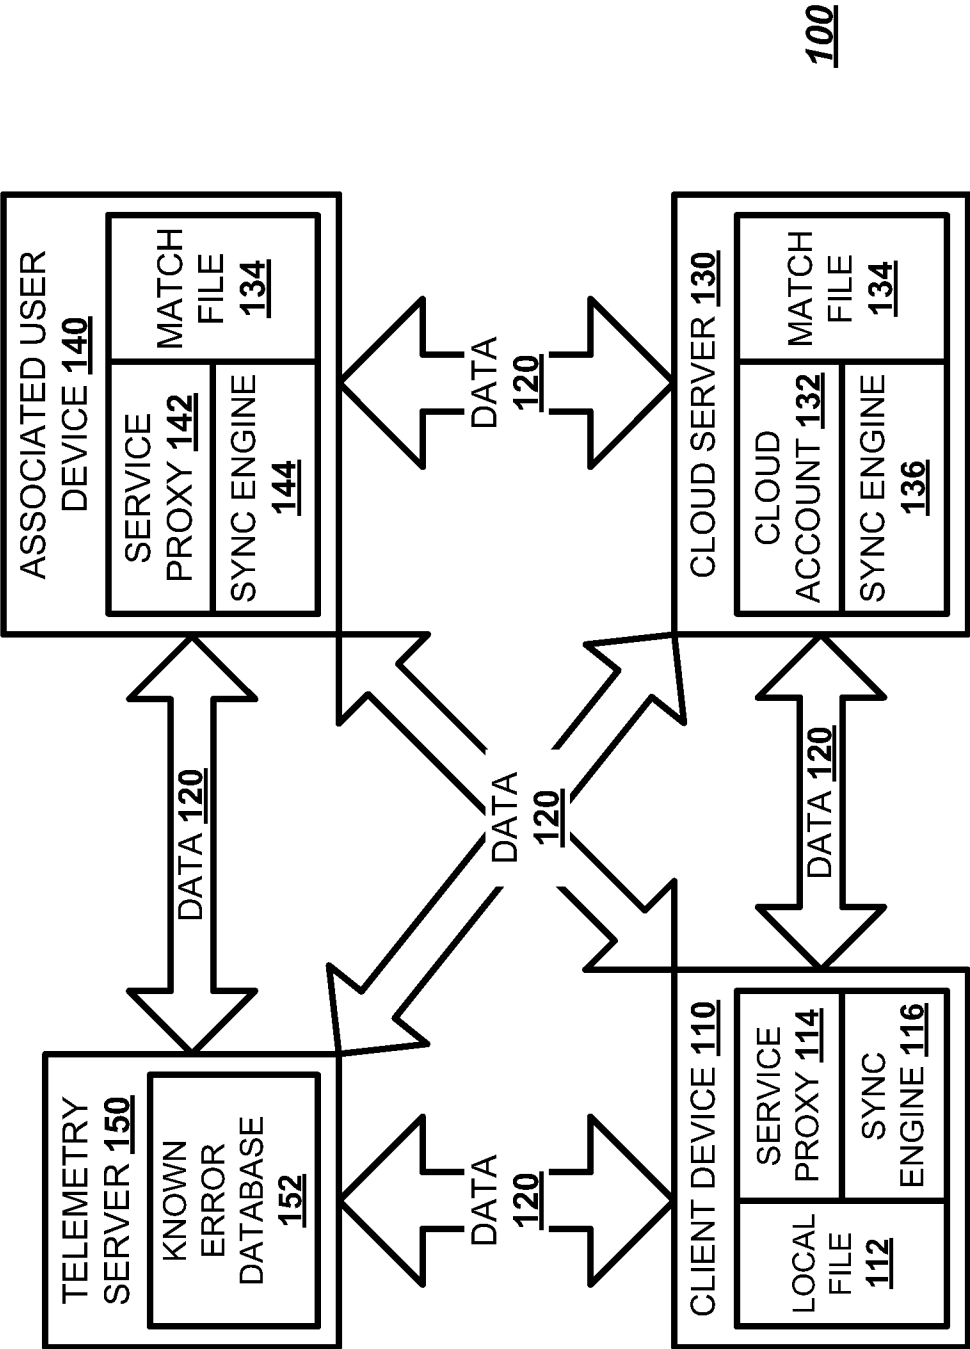 100
TELEMETRY
SERVER 150
KNOWN
ERROR
DATABASE
152
DATA 120
ASSOCIATED USER
DEVICE 140
SERVICE
PROXY 142
SYNC ENGINE
144
MATCH
FILE
134
DATA
120
DATA
120
DATA
120
CLIENT DEVICE 110
LOCAL
FILE
112
SERVICE
PROXY 114
SYNC
ENGINE 116
DATA 120
CLOUD SERVER 130
CLOUD
ACCOUNT 132
SYNC ENGINE
136
MATCH
FILE
134